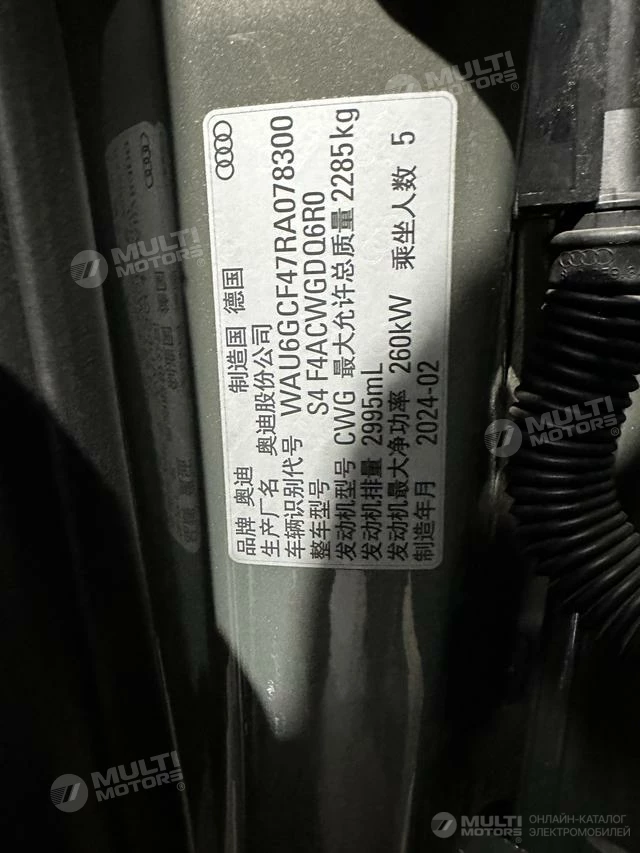 品牌 奥迪 制造国 德国
生产厂名 奥迪股份公司
车辆识别代号 WAU6GCF47RA078300
整车型号 S4 F4ACWGDQ6R0
发动机型号 CWG 最大允许总质量 2285kg
发动机排量 2995mL
发动机最大净功率 260kW 乘坐人数 5
制造年月 2024-02
MULTI
MOTORS®
MULTI
MOTORS®
MULTI
MOTORS®
MULTI
MOTORS®
MULTI
MOTORS®
ОНЛАЙН-КАТАЛОГ
ЭЛЕКТРОМОБИЛЕЙ